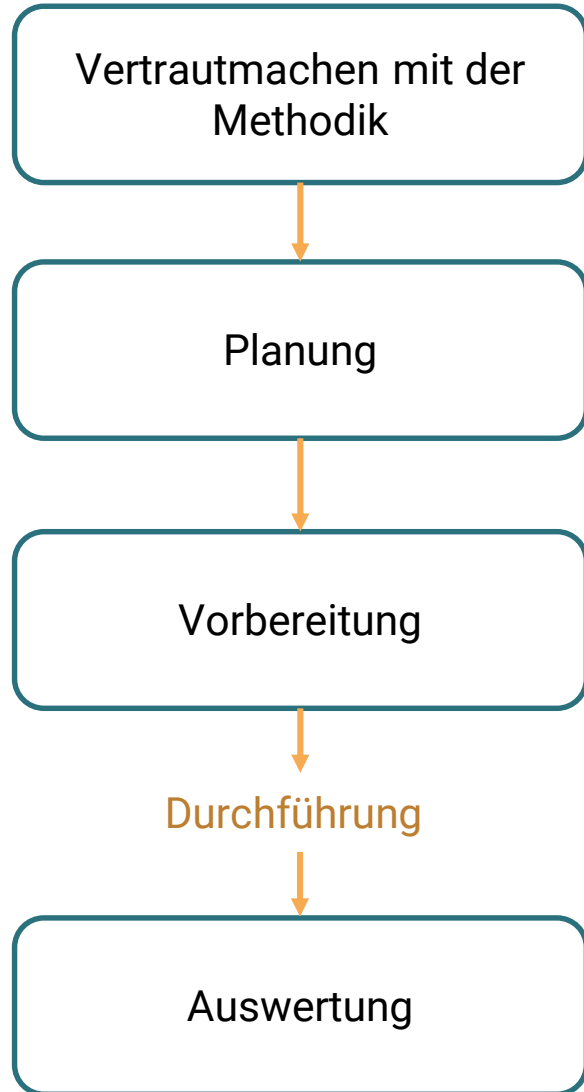 Vertrautmachen mit der
Methodik
Planung
Vorbereitung
Durchführung
Auswertung